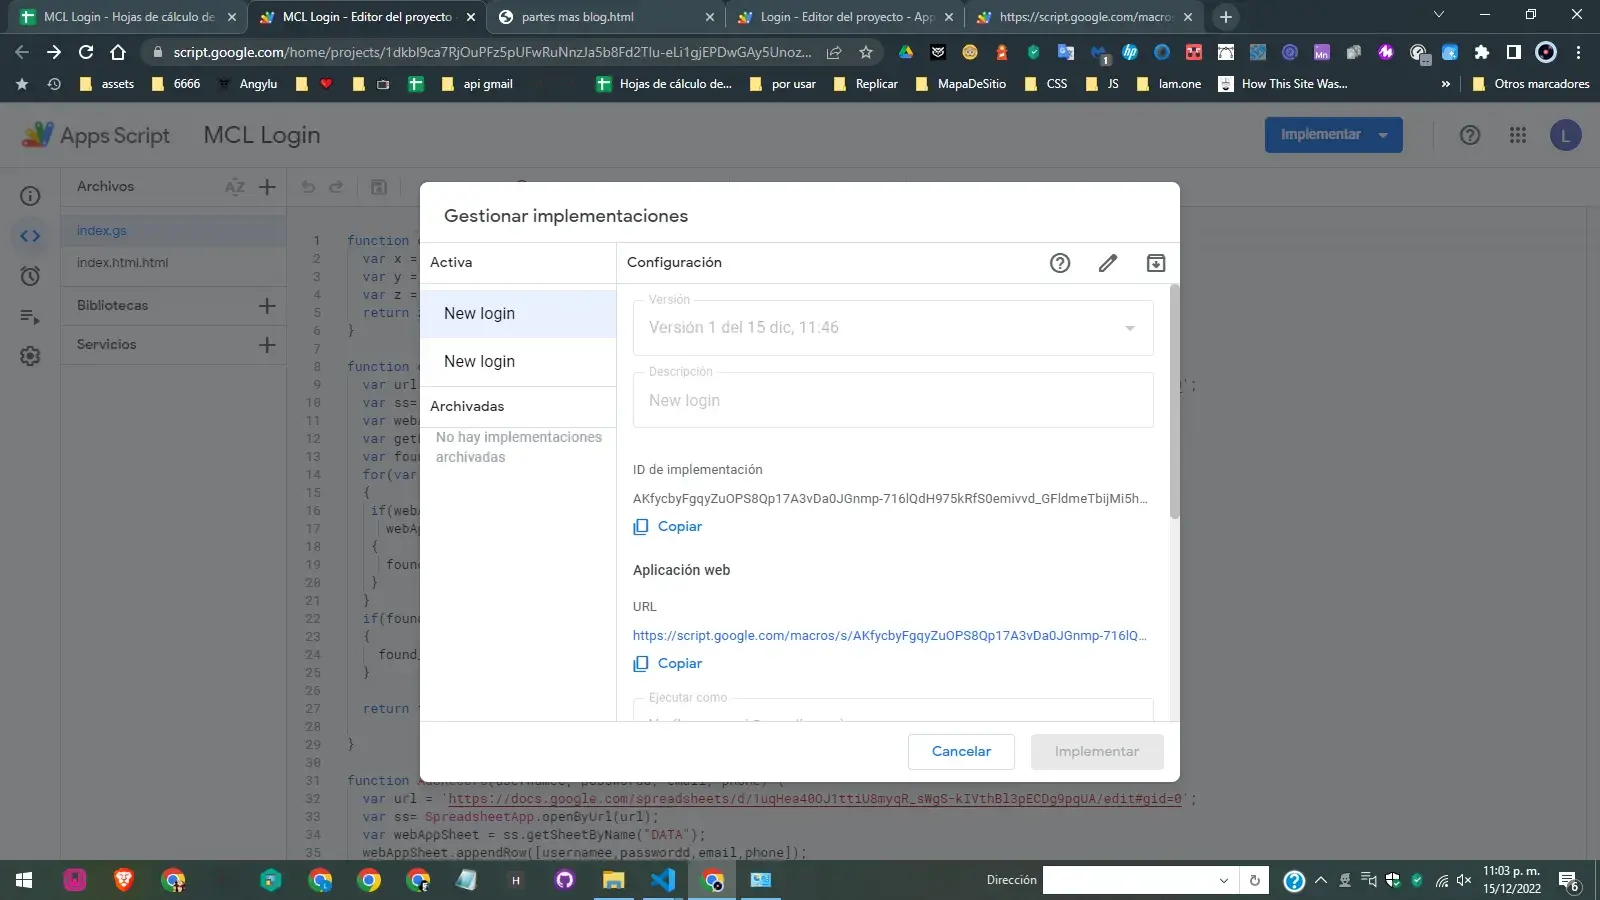 MCL Login - Hojas de cálculo de
MCL Login - Editor del proyecto
partes mas blog.html
Login - Editor del proyecto - App
https://script.google.com/macros
script.google.com/home/projects/1dkbl9ca7RjOuPFz5pUFwRuNnzJa5b8Fd2Tlu-eLi1gjEPDwGAy5Unoz...
assets
6666
Angylu
api gmail
Hojas de cálculo de...
por usar
Replicar
MapaDeSitio
CSS
JS
Iam.one
How This Site Was...
»
Otros marcadores
Apps Script
MCL Login
Implementar
L
Archivos
AZ
index.gs
index.html.html
Bibliotecas
Servicios
1 function
2 var x =
3 var y =
4 var z =
5 return
6 }
7
8 function
9 var url ';
10 var ss=
11 var web
12 var get
13 var fou
14 for(var
15 {
16 if(web
17 webAp
18 {
19 foun
20 }
21 }
22 if(foun
23 {
24 found_
25 }
26
27 return
28
29 }
30
31 function
32 var url = 'https://docs.google.com/spreadsheets/d/1uqHea40OJ1ttiU8myqR_sWgS-kIVthBl3pECDg9pqUA/edit#gid=0';
33 var ss= SpreadsheetApp.openByUrl(url);
34 var webAppSheet = ss.getSheetByName("DATA");
35 webAppSheet.appendRow([usernamee,passwordd,email,phone]);
Gestionar implementaciones
Activa
New login
New login
Archivadas
No hay implementaciones
archivadas
Configuración
Versión
Versión 1 del 15 dic, 11:46
Descripción
New login
ID de implementación
AKfycbyFgqyZuOPS8Qp17A3vDa0JGnmp-716lQdH975kRfS0emivvd_GFldmeTbijMi5h...
Copiar
Aplicación web
URL
https://script.google.com/macros/s/AKfycbyFgqyZuOPS8Qp17A3vDa0JGnmp-716lQ...
Copiar
Ejecutar como
Cancelar
Implementar
Dirección
11:03 p. m.
15/12/2022
6